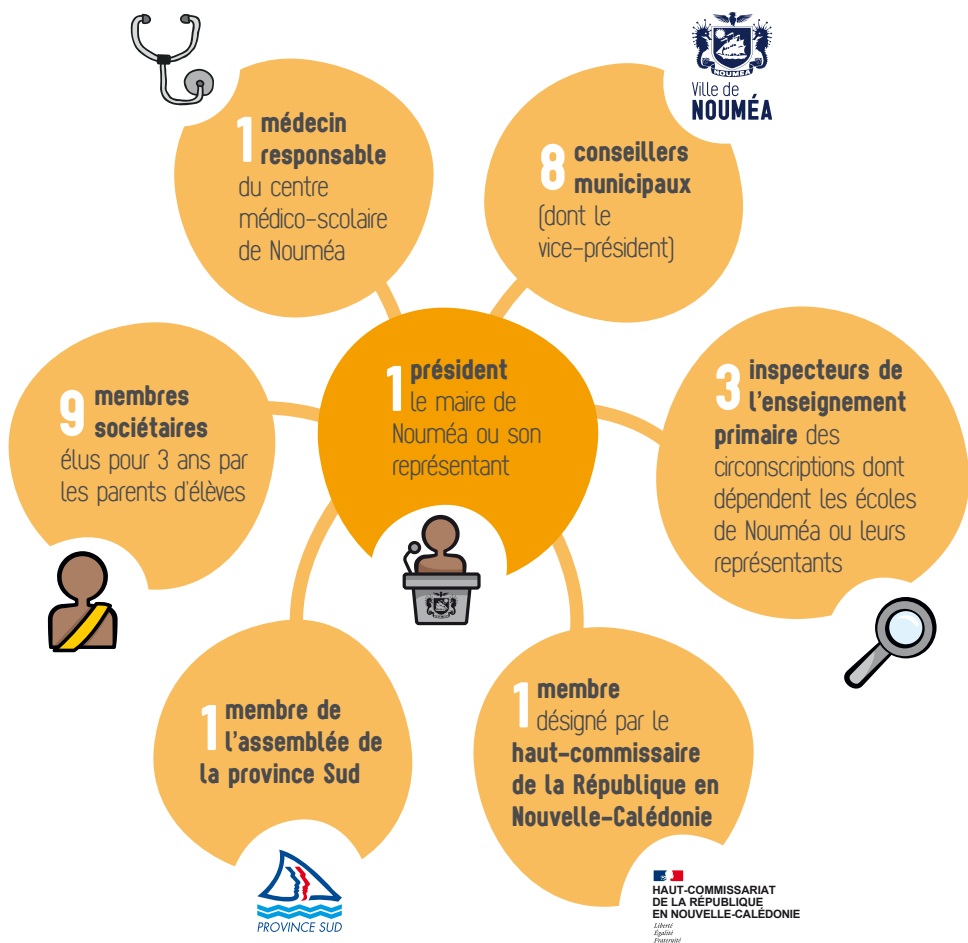 1 médecin
responsable
du centre
médico-scolaire
de Nouméa
NOUMEA
Ville de
NOUMÉA
8 conseillers
municipaux
(dont le
vice-président)
9 membres
sociétaires
élus pour 3 ans par
les parents d'élèves
1 président
le maire de
Nouméa ou son
représentant
3 inspecteurs de
l'enseignement
primaire des
circonscriptions dont
dépendent les écoles
de Nouméa ou leurs
représentants
1 membre de
l'assemblée de
la province Sud
PROVINCE SUD
1 membre
désigné par le
haut-commissaire
de la République en
Nouvelle-Calédonie
HAUT-COMMISSARIAT
DE LA RÉPUBLIQUE
EN NOUVELLE-CALÉDONIE
Liberté
Égalité
Fraternité